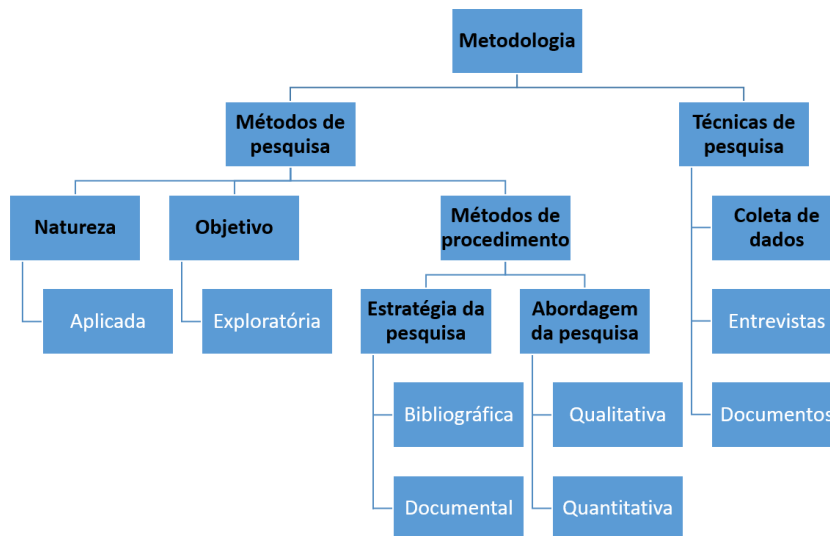 Metodologia
Métodos de
pesquisa
Técnicas de
pesquisa
Natureza
Objetivo
Métodos de
procedimento
Coleta de
dados
Aplicada
Exploratória
Estratégia da
pesquisa
Abordagem
da pesquisa
Entrevistas
Bibliográfica
Qualitativa
Documentos
Documental
Quantitativa